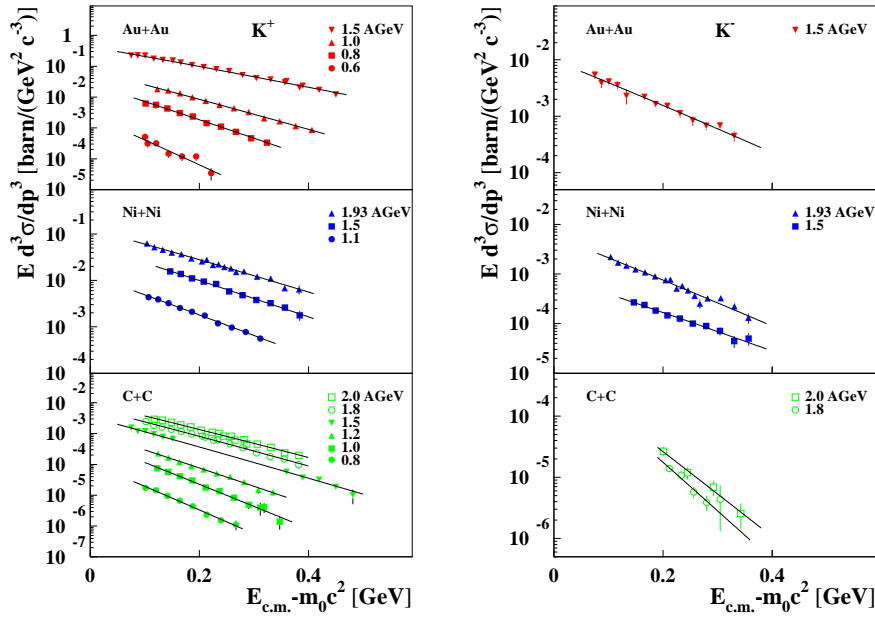 E d³σ/dp³ [barn/(GeV² c⁻³)]
Au+Au
K⁺
1.5 AGeV
1.0
0.8
0.6
1
10⁻¹
10⁻²
10⁻³
10⁻⁴
10⁻⁵
10
Ni+Ni
1.93 AGeV
1.5
1.1
10⁻¹
10⁻²
10⁻³
10⁻⁴
10
C+C
2.0 AGeV
1.8
1.5
1.2
1.0
0.8
10⁻²
10⁻³
10⁻⁴
10⁻⁵
10⁻⁶
10⁻⁷
0 0.2 0.4
E_c.m.-m₀c² [GeV]
E d³σ/dp³ [barn/(GeV² c⁻³)]
Au+Au
K⁻
1.5 AGeV
10⁻²
10⁻³
10⁻⁴
10
Ni+Ni
1.93 AGeV
1.5
10⁻²
10⁻³
10⁻⁴
10⁻⁵
C+C
2.0 AGeV
1.8
10⁻⁴
10⁻⁵
10⁻⁶
0 0.2 0.4
E_c.m.-m₀c² [GeV]